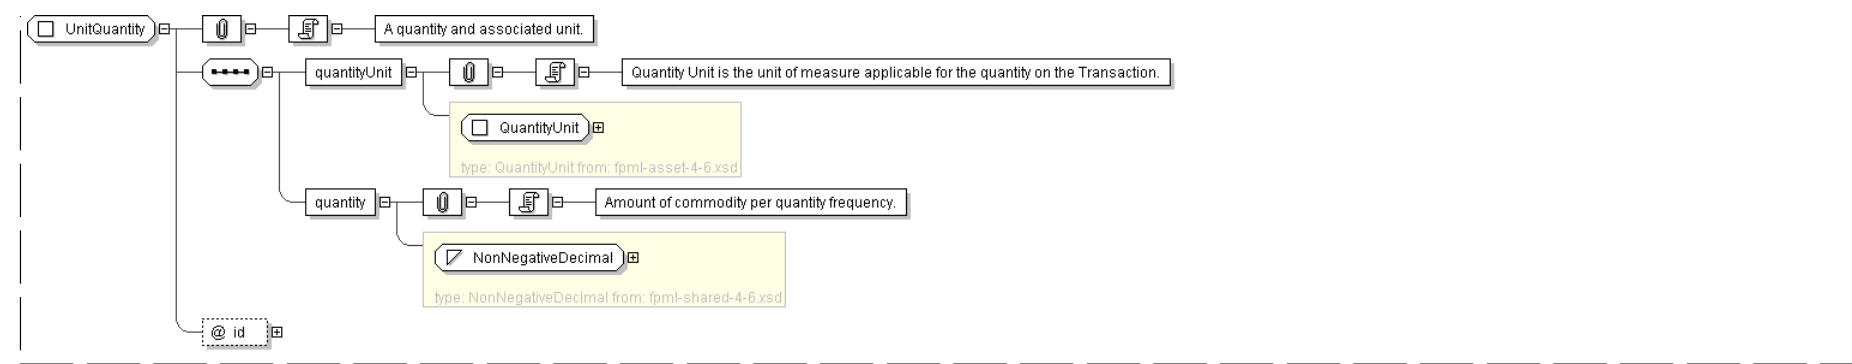 UnitQuantity
A quantity and associated unit.
quantityUnit
Quantity Unit is the unit of measure applicable for the quantity on the Transaction.
QuantityUnit
type: QuantityUnit from: fpml-asset-4-6.xsd
quantity
Amount of commodity per quantity frequency.
NonNegativeDecimal
type: NonNegativeDecimal from: fpml-shared-4-6.xsd
@ id